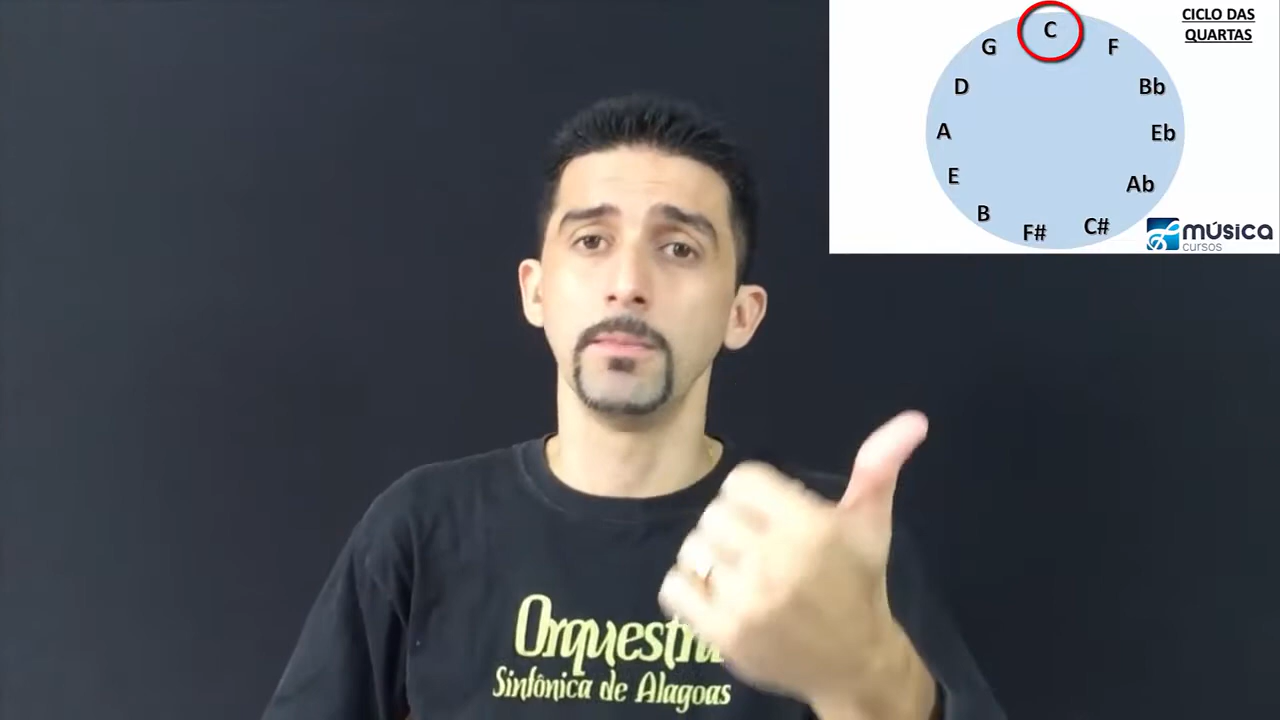 CICLO DAS
QUARTAS
C
F
Bb
Eb
Ab
C#
F#
B
E
A
D
G
música
cursos
Orquestra
Sinfônica de Alagoas